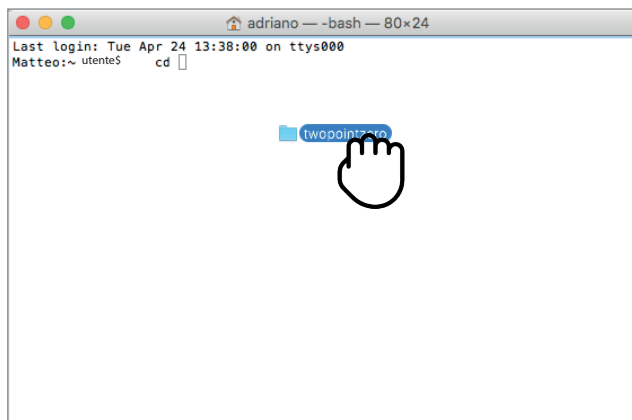 adriano — -bash — 80×24
Last login: Tue Apr 24 13:38:00 on ttys000
Matteo:~ utente$ cd
twopointzero